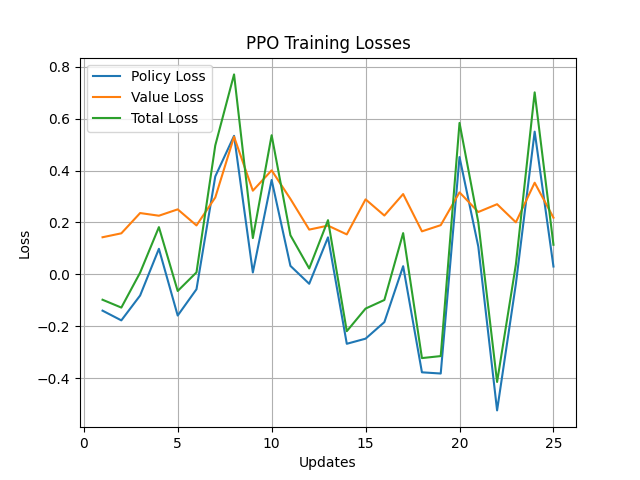 PPO Training Losses
Policy Loss
Value Loss
Total Loss
Loss
0.8
0.6
0.4
0.2
0.0
−0.2
−0.4
0 5 10 15 20 25
Updates